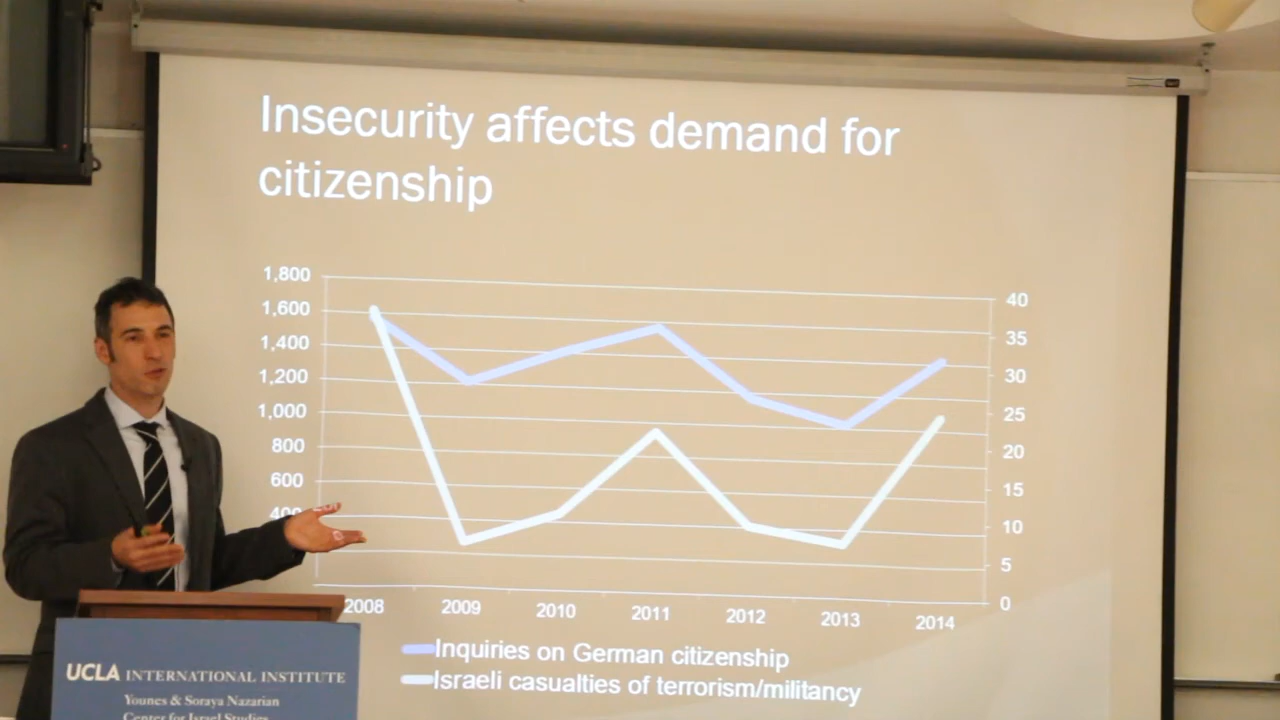 Insecurity affects demand for
citizenship
1,800
1,600
1,400
1,200
1,000
800
600
400
40
35
30
25
20
15
10
5
0
2008 2009 2010 2011 2012 2013 2014
Inquiries on German citizenship
Israeli casualties of terrorism/militancy
UCLA INTERNATIONAL INSTITUTE
Younes & Soraya Nazarian
Center for Israel Studies